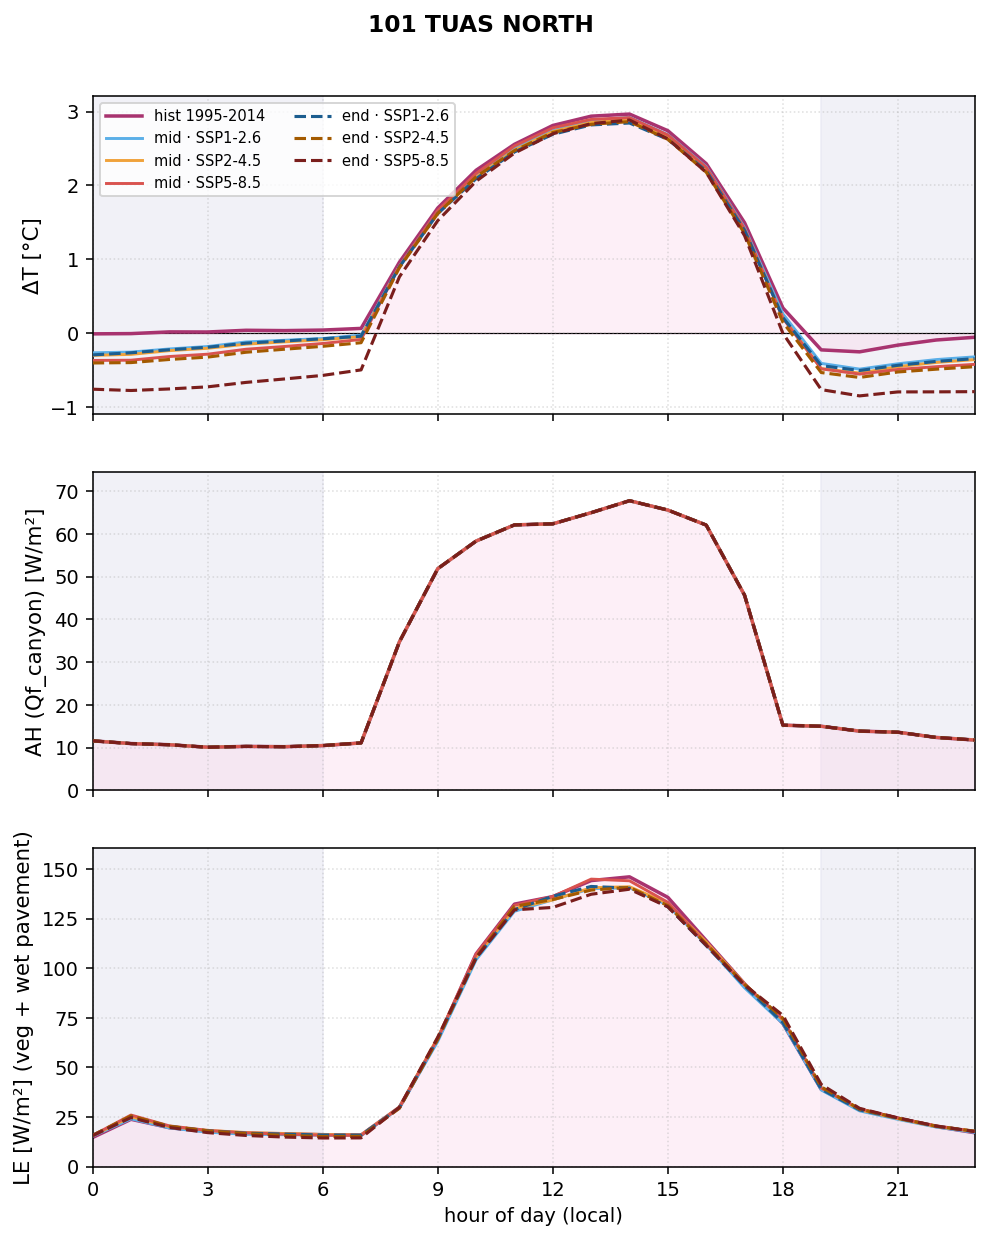 101 TUAS NORTH
hist 1995-2014
mid · SSP1-2.6
mid · SSP2-4.5
mid · SSP5-8.5
end · SSP1-2.6
end · SSP2-4.5
end · SSP5-8.5
ΔT [°C]
3
2
1
0
−1
AH (Qf_canyon) [W/m²]
70
60
50
40
30
20
10
0
LE [W/m²] (veg + wet pavement)
150
125
100
75
50
25
0
0 3 6 9 12 15 18 21
hour of day (local)